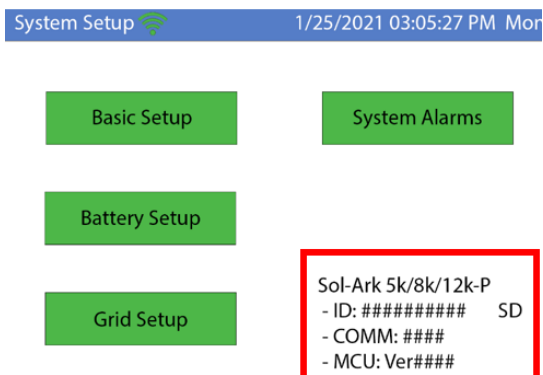 System Setup 1/25/2021 03:05:27 PM Mon
Basic Setup
System Alarms
Battery Setup
Grid Setup
Sol-Ark 5k/8k/12k-P
- ID: ########## SD
- COMM: ####
- MCU: Ver####